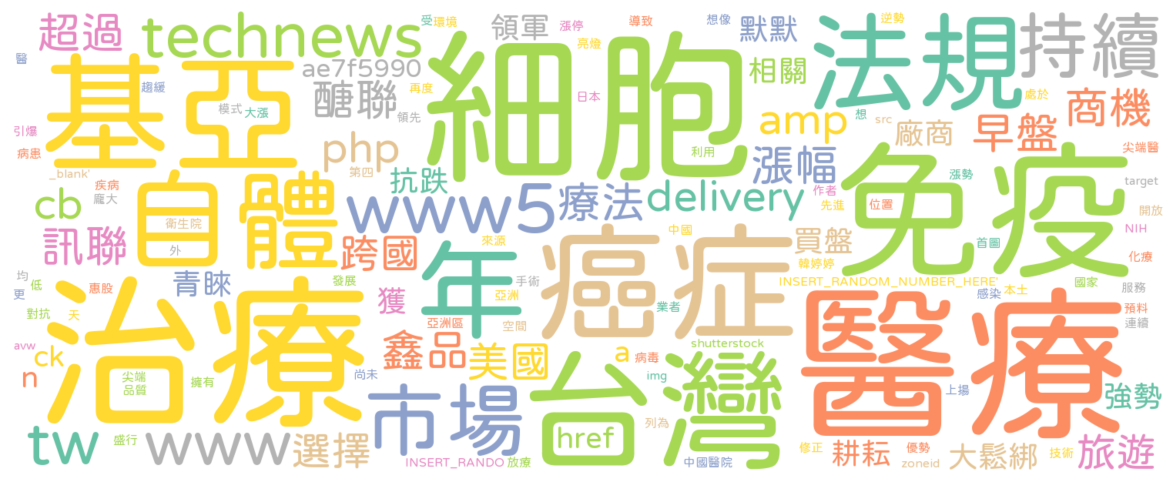 超過
technews
領軍
受
環境
漲停
導致
想像
默默
逆勢
法規
持續
醫
基亞
ae7f5990
亮燈
細胞
相關
趨緩
模式
大漲
醣聯
再度
領先
日本
想
src
處於
商機
引爆
病患
php
第四
利用
amp
廠商
早盤
尖端醫
_blank'
疾病
龐大
自體
抗跌
漲幅
免疫
漲勢
target
cb
衛生院
www
5
療法
delivery
作者
先進
位置
開放
NIH
訊聯
外
跨國
年
來源
癌症
中國
買盤
首圖
化療
均
低
更
惠股
青睞
發展
手術
韓婷婷
INSERT_RANDOM_NUMBER_HERE
國家
服務
對抗
天
治療
獲
亞洲
亞洲區
空間
業者
感染
本土
醫療
預料
連續
avw
ck
n
鑫品
美國
a
病毒
shutterstock
尖端
品質
擁有
尚未
img
台灣
上揚
強勢
市場
列為
tw
盛行
www
選擇
href
INSERT_RANDO
放療
中國醫院
修正
耕耘
優勢
zoneid
大鬆綁
技術
旅遊